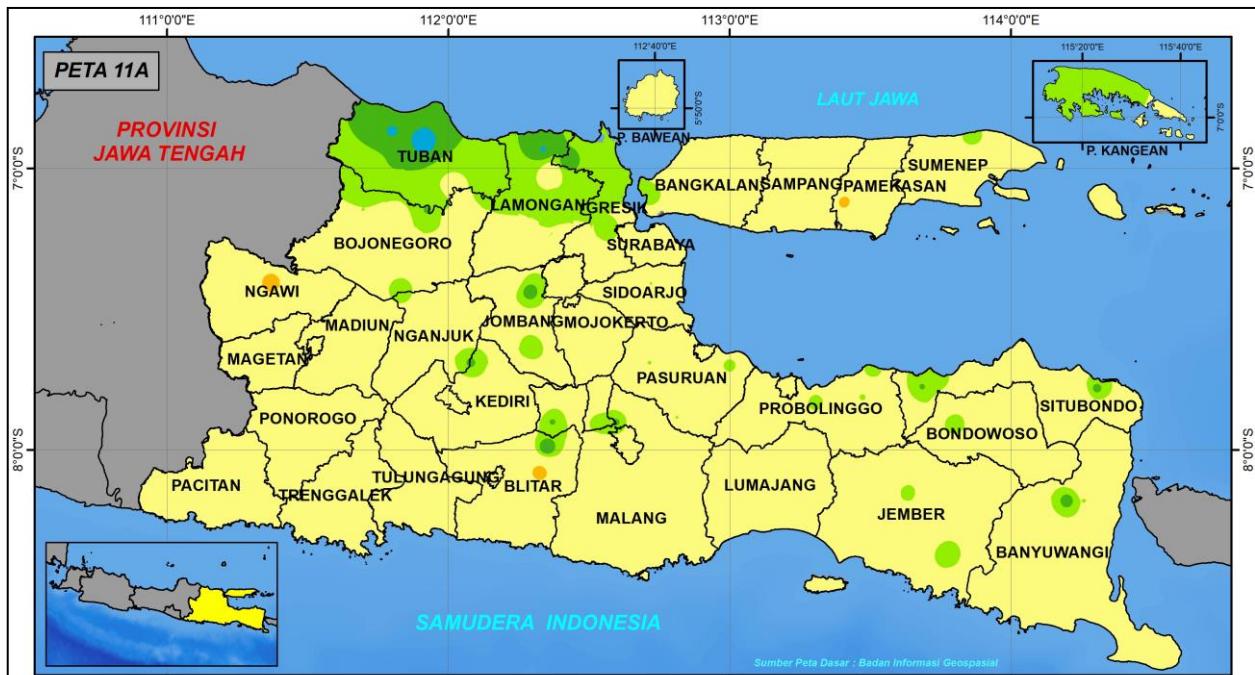 111°0'0"E
112°0'0"E
113°0'0"E
114°0'0"E
PETA 11A
112°40'0"E
5°50'0"S
P. BAWEAN
LAUT JAWA
115°20'0"E
115°40'0"E
7°0'0"S
P. KANGEAN
PROVINSI
JAWA TENGAH
7°0'0"S
7°0'0"S
TUBAN
LAMONGAN
GRESIK
BANGKALAN
SAMPANG
PAMEKASAN
SUMENEP
BOJONEGORO
SURABAYA
NGAWI
SIDOARJO
MADIUN
NGANJUK
JOMBANG
MOJOKERTO
MAGETAN
PASURUAN
KEDIRI
PONOROGO
PROBOLINGGO
SITUBONDO
BONDOWOSO
8°0'0"S
8°0'0"S
PACITAN
TRENGGALEK
TULUNGAGUNG
BLITAR
MALANG
LUMAJANG
JEMBER
BANYUWANGI
SAMUDERA INDONESIA
Sumber Peta Dasar : Badan Informasi Geospasial